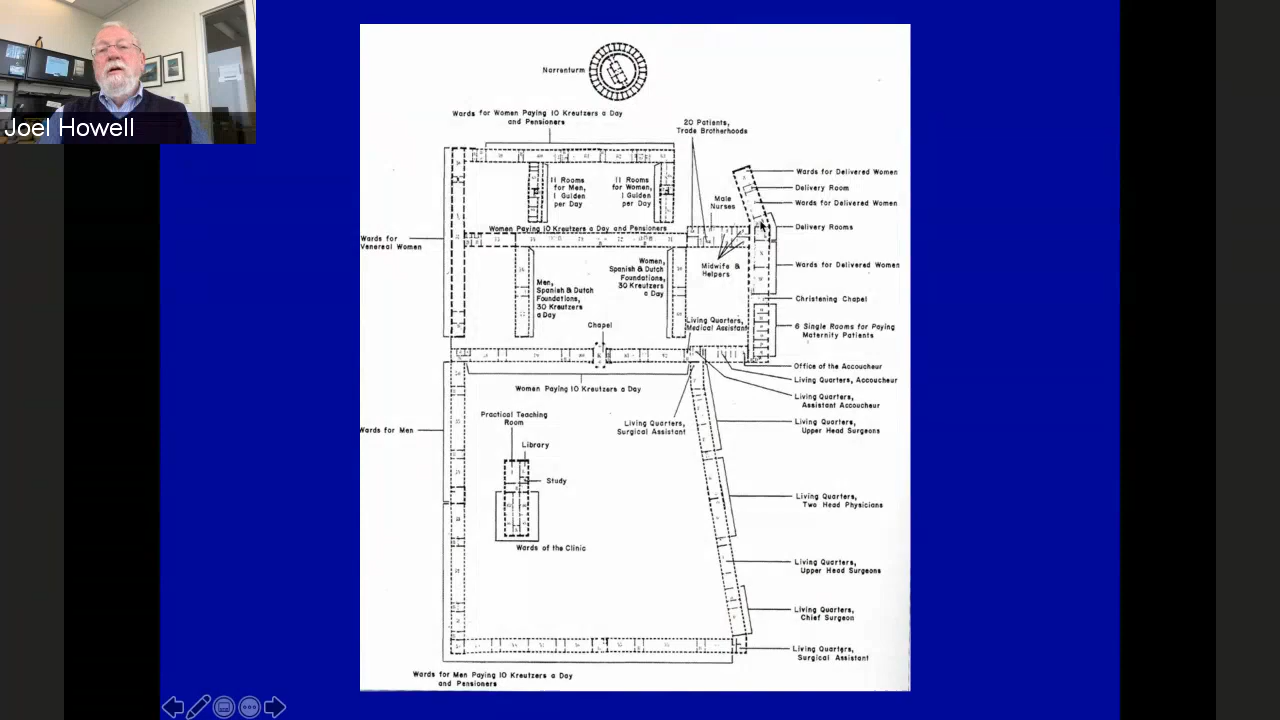 Joel Howell
Narrenturm
Wards for Women Paying 10 Kreutzers a Day
and Pensioners
20 Patients,
Trade Brotherhoods
Wards for Delivered Women
Delivery Room
Wards for Delivered Women
Delivery Rooms
Wards for Delivered Women
Christening Chapel
6 Single Rooms for Paying
Maternity Patients
Office of the Accoucheur
Living Quarters, Accoucheur
Living Quarters,
Assistant Accoucheur
Living Quarters,
Upper Head Surgeons
Living Quarters,
Two Head Physicians
Living Quarters,
Upper Head Surgeons
Living Quarters,
Chief Surgeon
Living Quarters,
Surgical Assistant
11 Rooms
for Men,
1 Gulden
per Day
11 Rooms
for Women,
1 Gulden
per Day
Male
Nurses
Women Paying 10 Kreutzers a Day and Pensioners
Wards for
Venereal Women
Midwife &
Helpers
Men,
Spanish & Dutch
Foundations,
30 Kreutzers
a Day
Women,
Spanish & Dutch
Foundations,
30 Kreutzers
a Day
Chapel
Living Quarters,
Medical Assistant
Women Paying 10 Kreutzers a Day
Living Quarters,
Surgical Assistant
Wards for Men
Practical Teaching
Room
Library
Study
Wards of the Clinic
Wards for Men Paying 10 Kreutzers a Day
and Pensioners